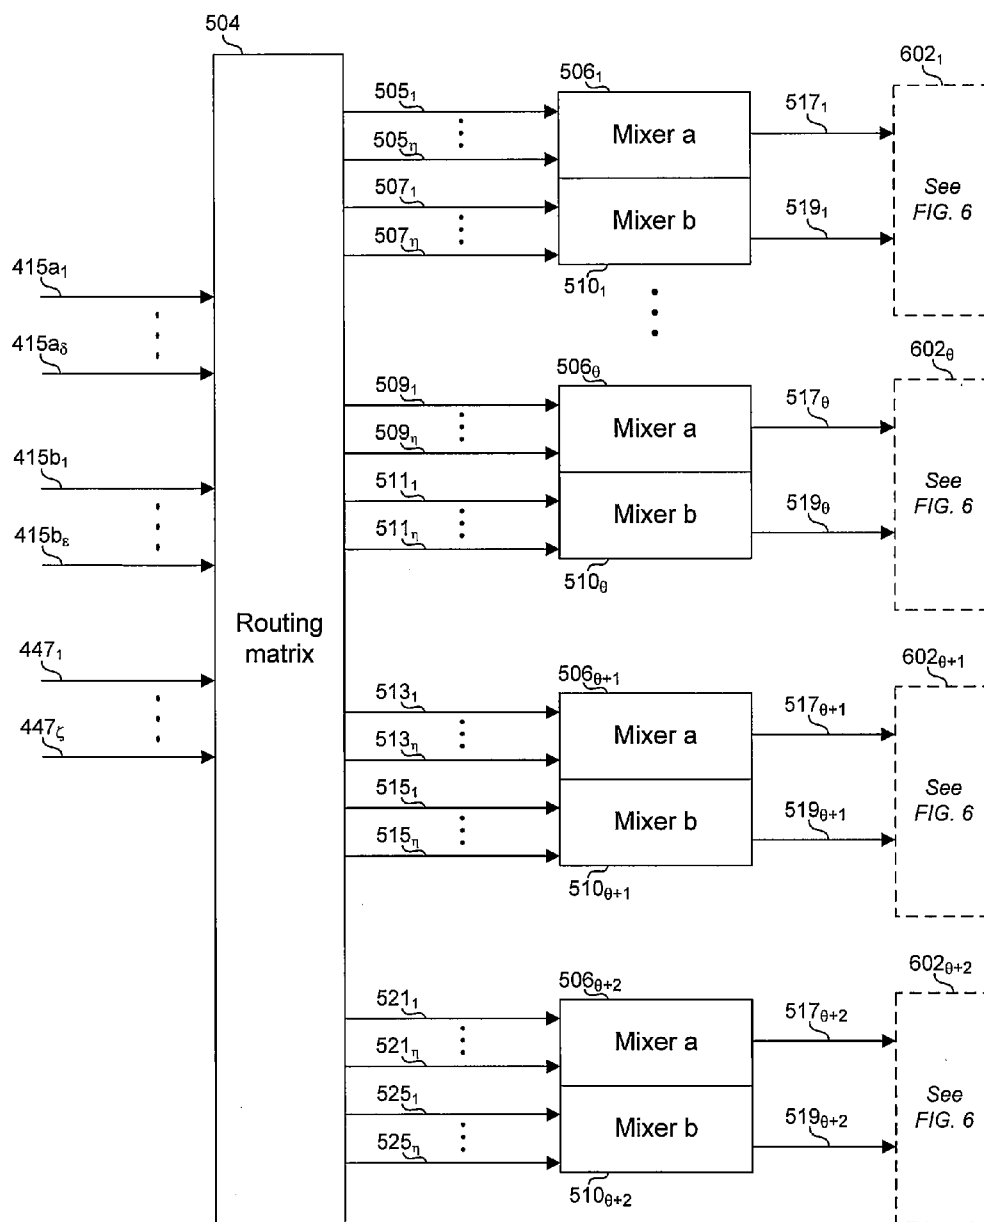 504
505₁
505η
507₁
507η
506₁
Mixer a
Mixer b
510₁
517₁
519₁
602₁
See
FIG. 6
415a₁
415aδ
415b₁
415bε
447₁
447ζ
Routing
matrix
509₁
509η
511₁
511η
506θ
Mixer a
Mixer b
510θ
517θ
519θ
602θ
See
FIG. 6
513₁
513η
515₁
515η
506θ+1
Mixer a
Mixer b
510θ+1
517θ+1
519θ+1
602θ+1
See
FIG. 6
521₁
521η
525₁
525η
506θ+2
Mixer a
Mixer b
510θ+2
517θ+2
519θ+2
602θ+2
See
FIG. 6